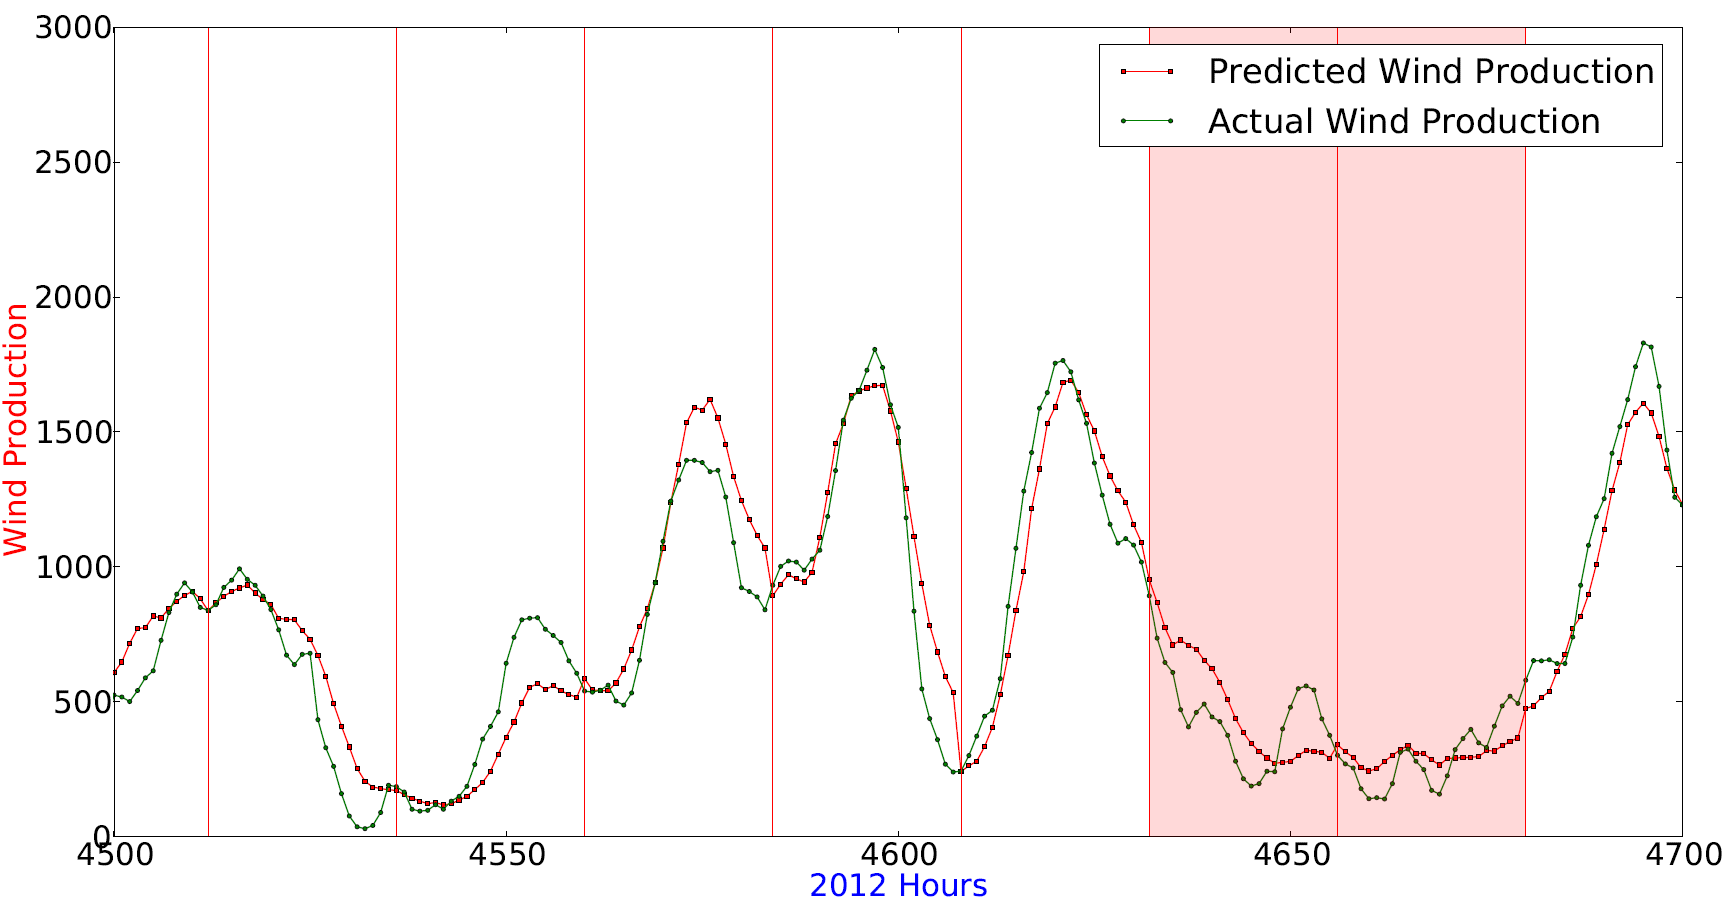 3000
2500
2000
1500
1000
500
0
Wind Production
Predicted Wind Production
Actual Wind Production
4500 4550 4600 4650 4700
2012 Hours